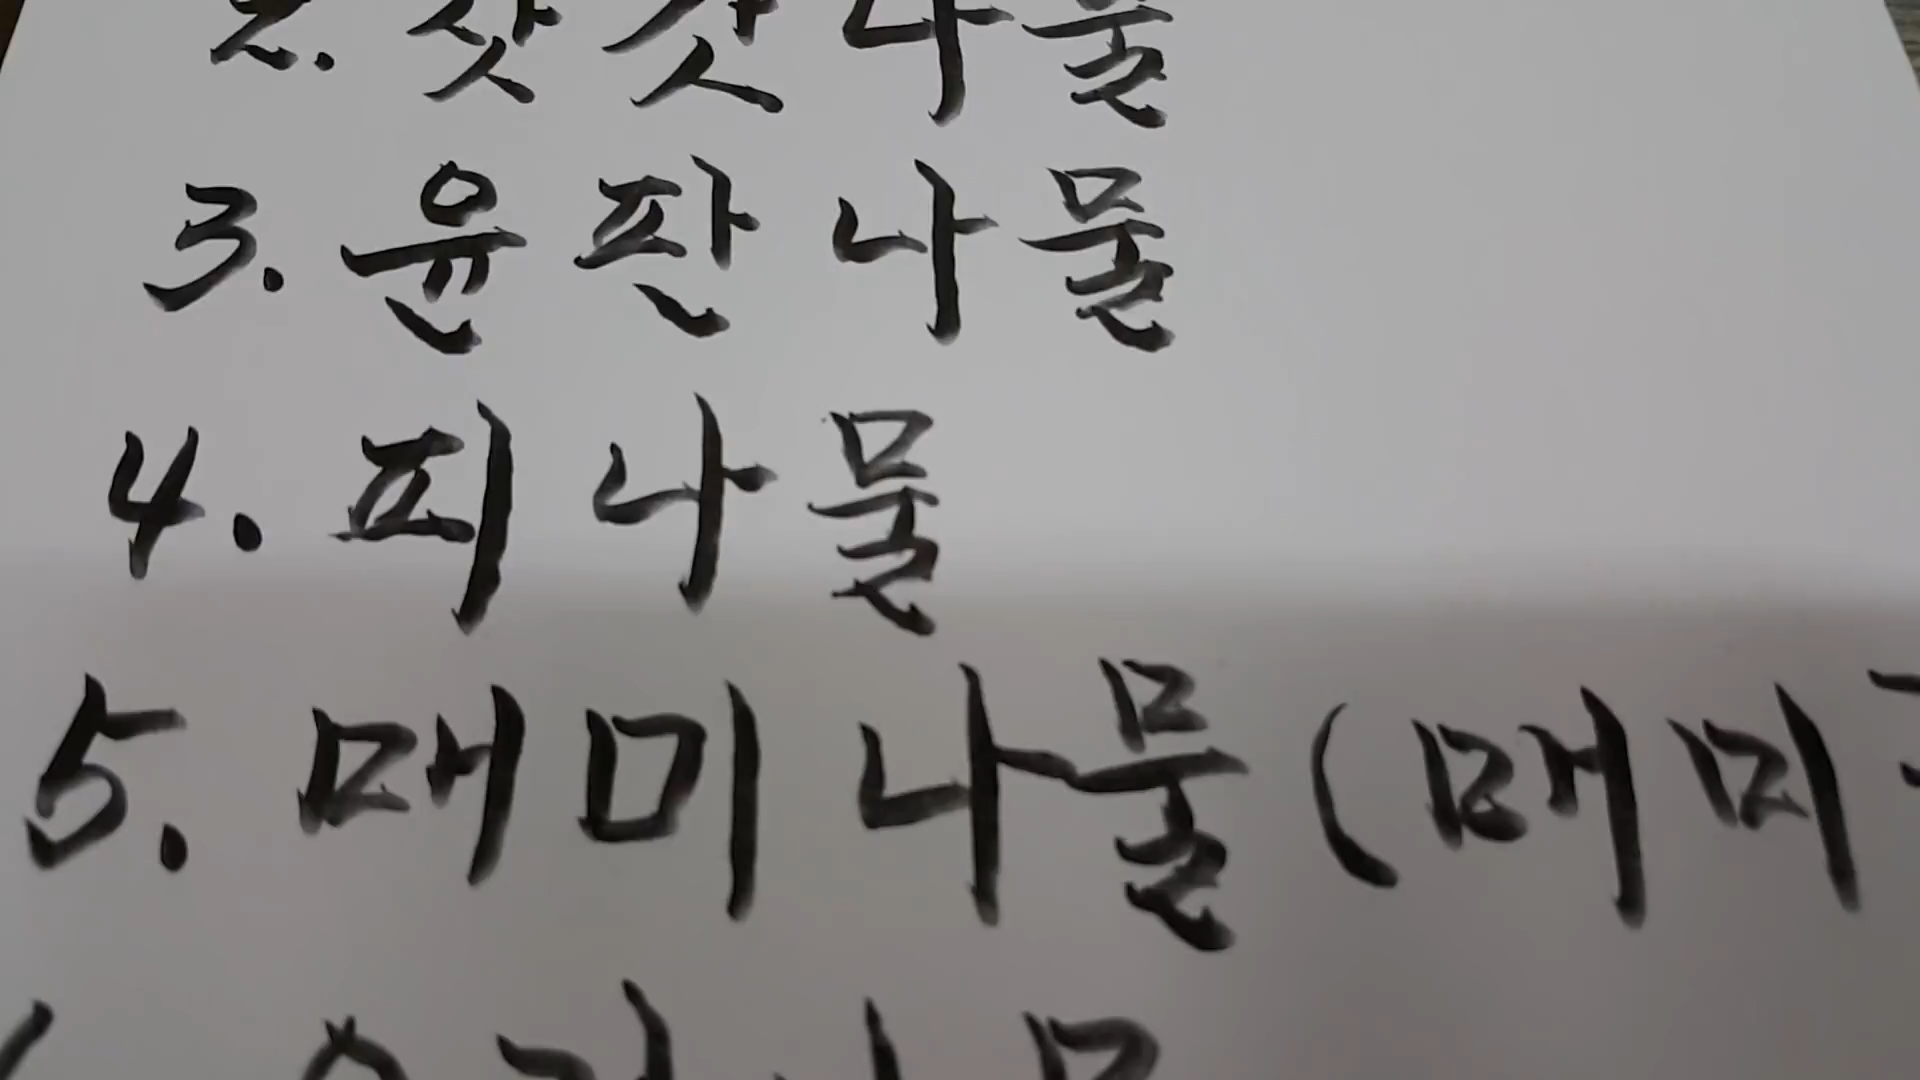 2. 삿갓나물
3. 윤판나물
4. 피나물
5. 매미나물 (매미